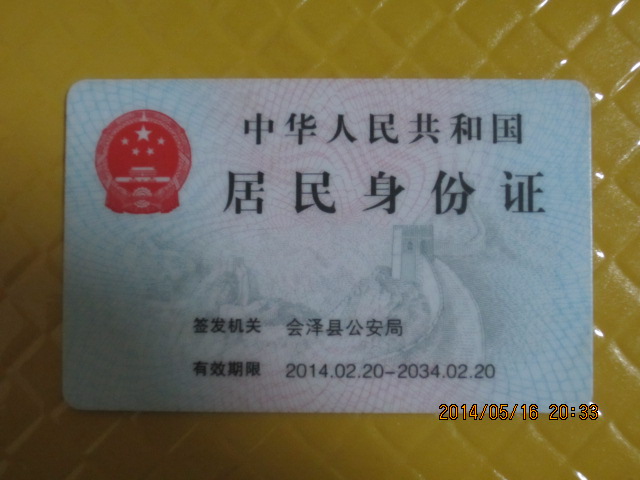 中华人民共和国
居民身份证
签发机关 会泽县公安局
有效期限 2014.02.20-2034.02.20
2014/05/16 20:33